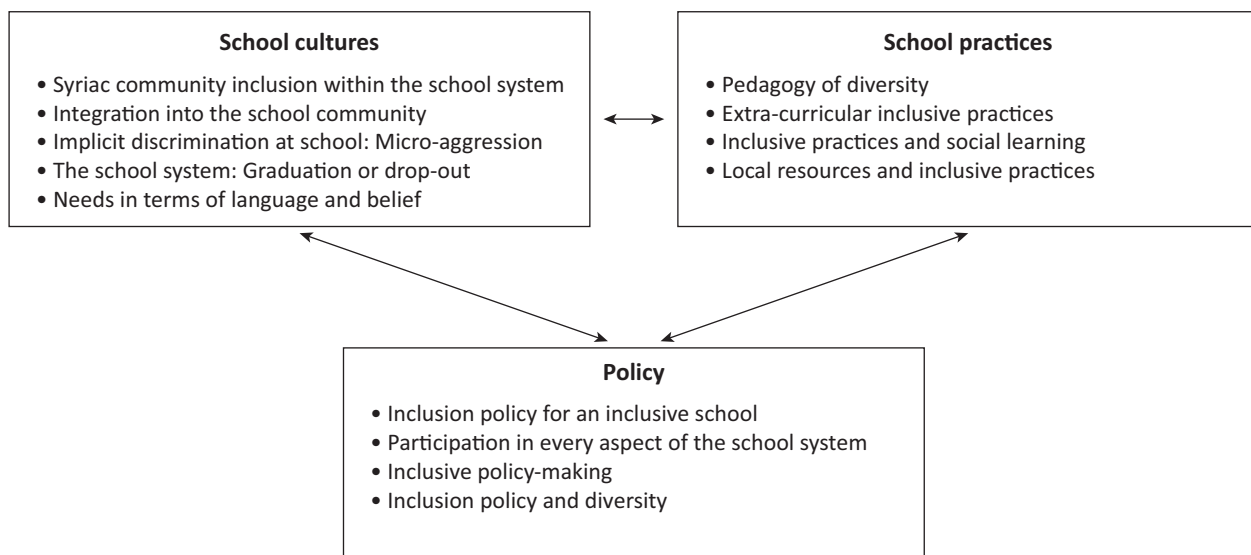 School cultures
• Syriac community inclusion within the school system
• Integration into the school community
• Implicit discrimination at school: Micro-aggression
• The school system: Graduation or drop-out
• Needs in terms of language and belief
School practices
• Pedagogy of diversity
• Extra-curricular inclusive practices
• Inclusive practices and social learning
• Local resources and inclusive practices
Policy
• Inclusion policy for an inclusive school
• Participation in every aspect of the school system
• Inclusive policy-making
• Inclusion policy and diversity